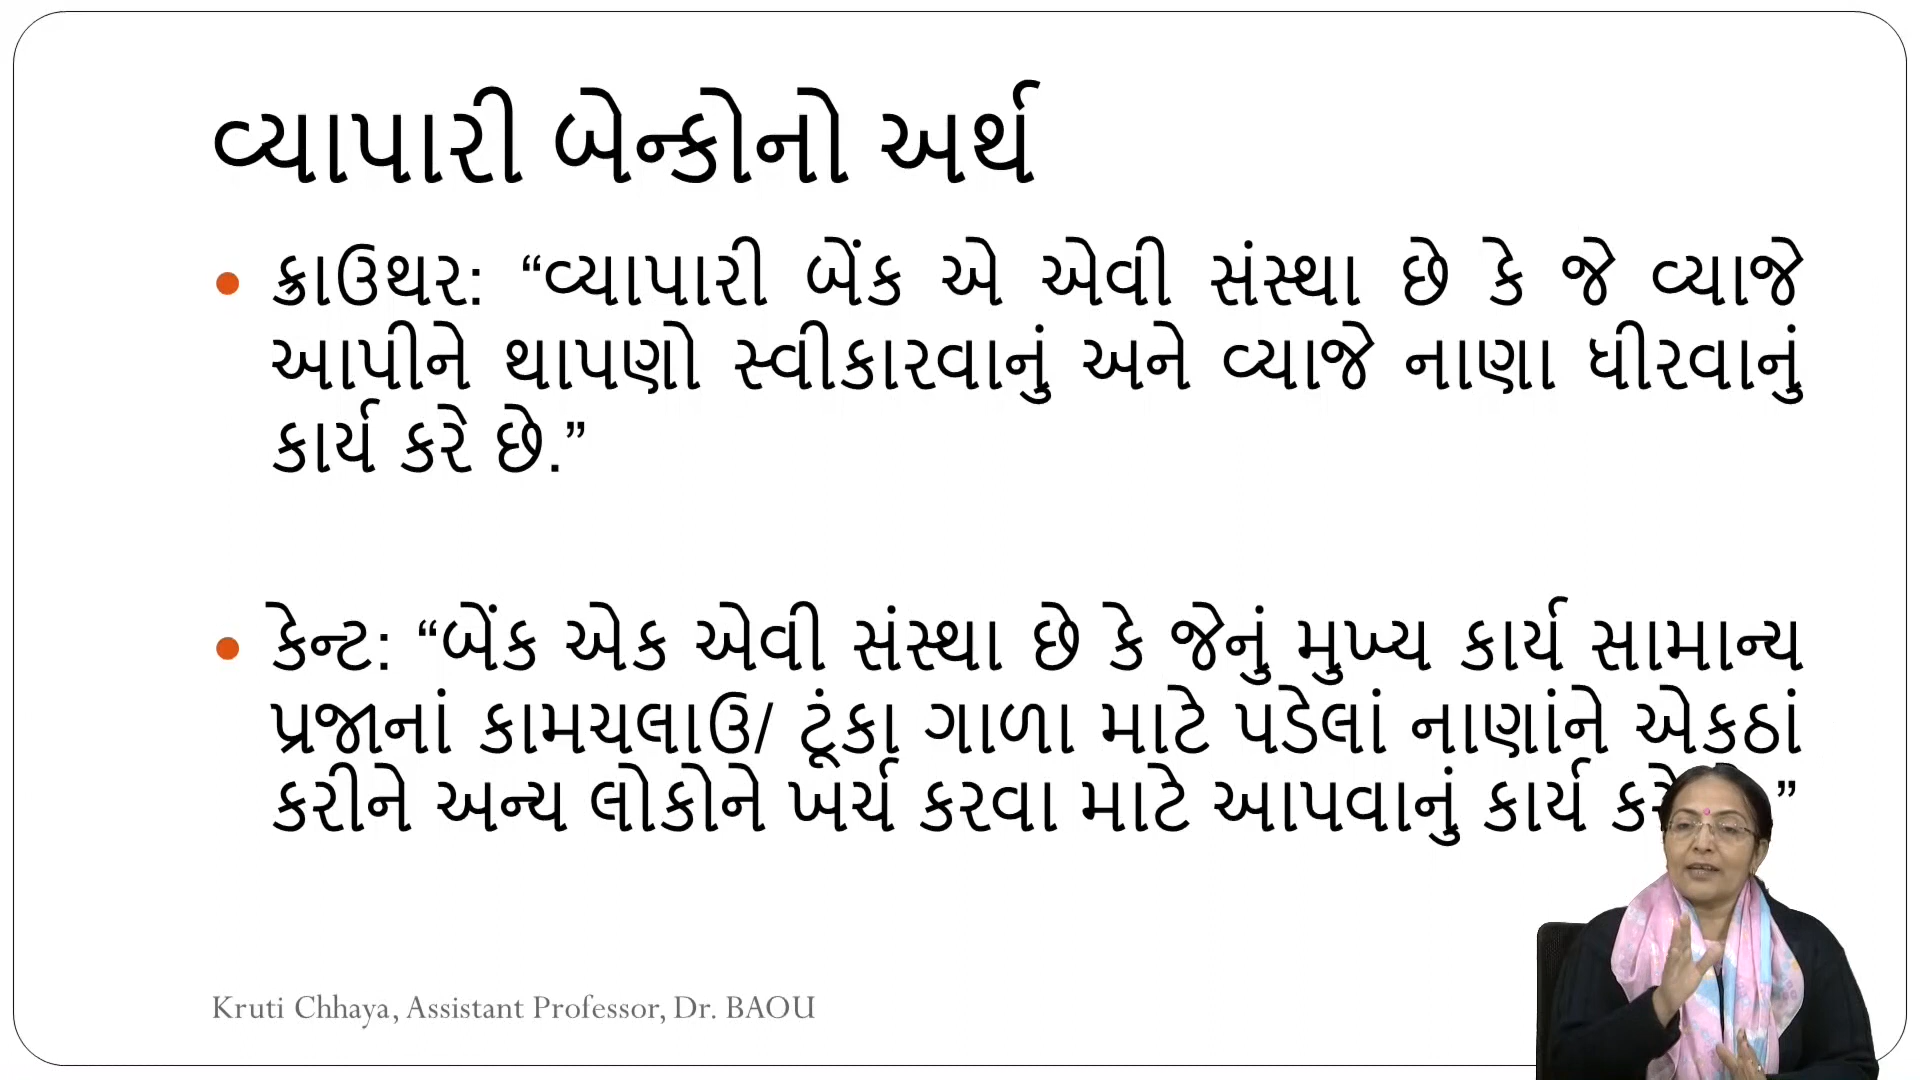 વ્યાપારી બેન્કોનો અર્થ
ક્રાઉથર: “વ્યાપારી બેંક એ એવી સંસ્થા છે કે જે વ્યાજે
આપીને થાપણો સ્વીકારવાનું અને વ્યાજે નાણા ધીરવાનું
કાર્ય કરે છે.”
કેન્ટ: “બેંક એક એવી સંસ્થા છે કે જેનું મુખ્ય કાર્ય સામાન્ય
પ્રજાનાં કામચલાઉ/ ટૂંકા ગાળા માટે પડેલાં નાણાંને એકઠાં
કરીને અન્ય લોકોને ખર્ચ કરવા માટે આપવાનું કાર્ય ”
Kruti Chhaya, Assistant Professor, Dr. BAOU